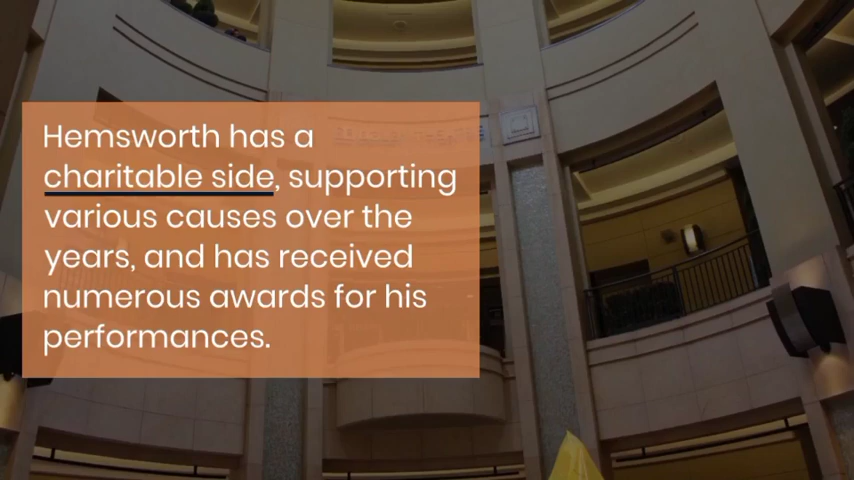 Hemsworth has a
charitable side, supporting
various causes over the
years, and has received
numerous awards for his
performances.